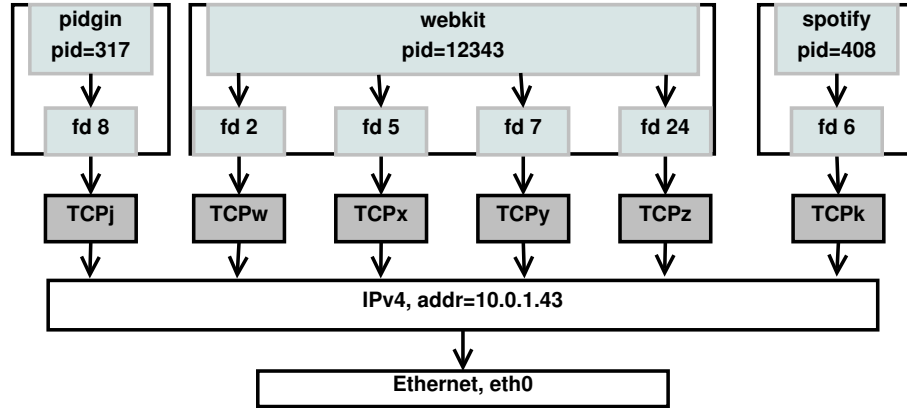 pidgin
pid=317
webkit
pid=12343
spotify
pid=408
fd 8
fd 2
fd 5
fd 7
fd 24
fd 6
TCPj
TCPw
TCPx
TCPy
TCPz
TCPk
IPv4, addr=10.0.1.43
Ethernet, eth0